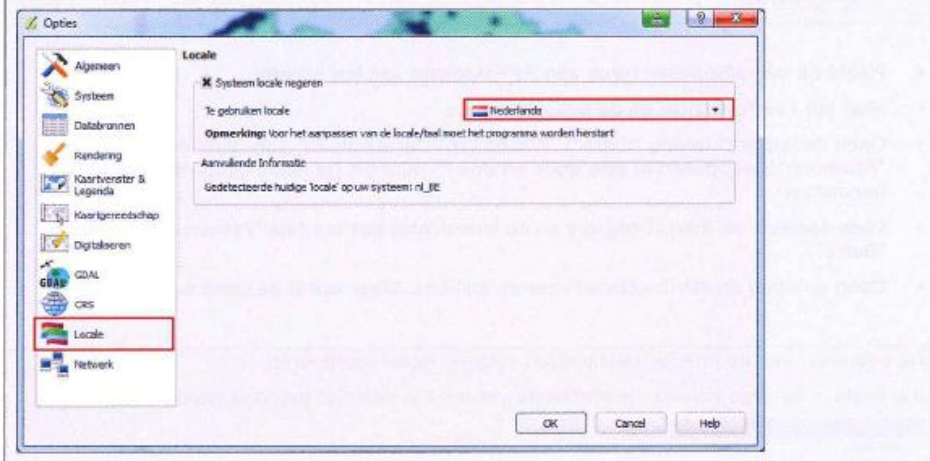 Opties
Algemeen
Systeem
Databronnen
Rendering
Kaartvenster &
Legenda
Kaartgereedschap
Digitaliseren
GDAL
CRS
Locale
Netwerk
Locale
Systeem locale negeren
Te gebruiken locale
Nederlands
Opmerking: Voor het aanpassen van de locale/taal moet het programma worden herstart
Aanvullende Informatie
Gedetecteerde huidige 'locale' op uw systeem: nl_BE
OK
Cancel
Help